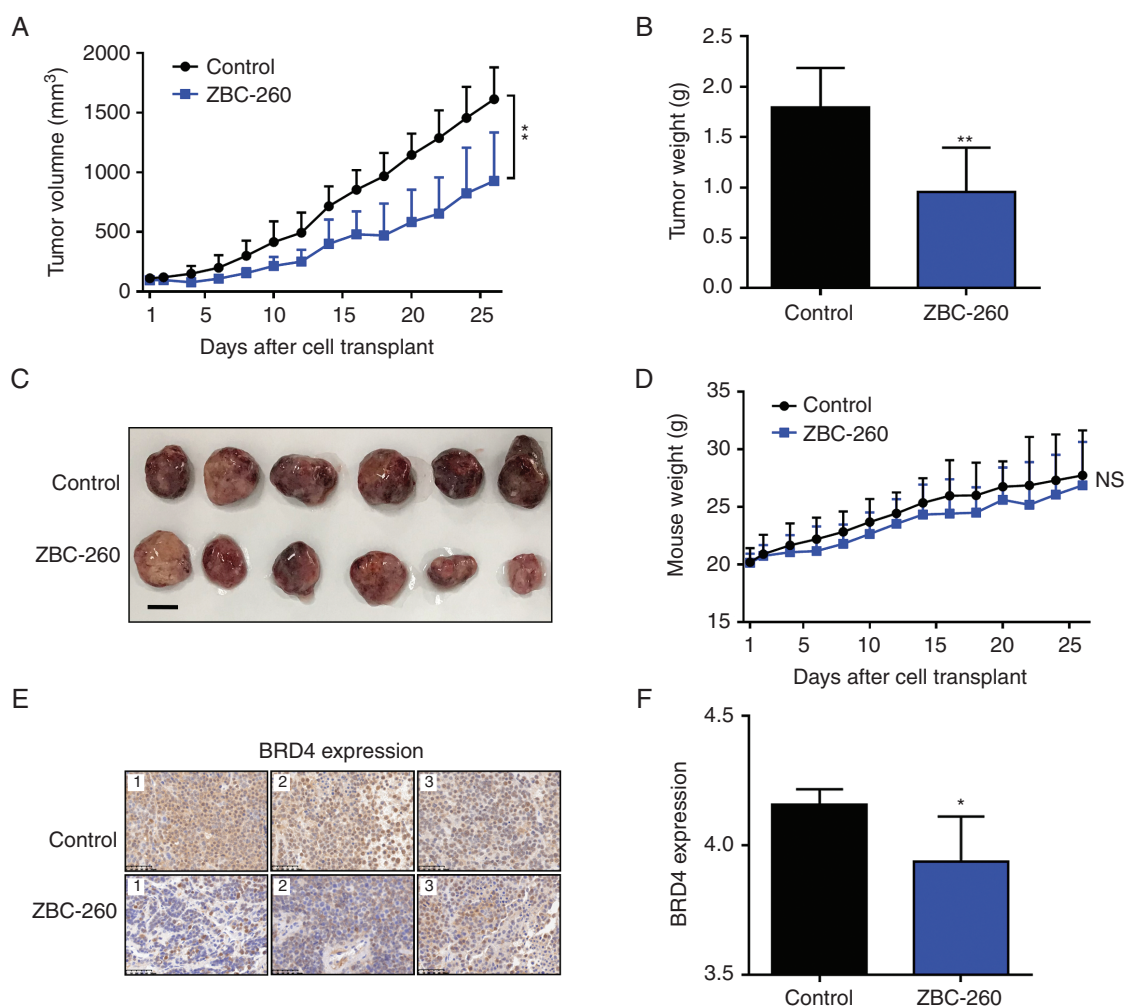 A
Tumor volumne (mm³)
2000
1500
1000
500
0
Control
ZBC-260
**
1 5 10 15 20 25
Days after cell transplant
B
Tumor weight (g)
2.5
2.0
1.5
1.0
0.5
0.0
**
Control ZBC-260
C
Control
ZBC-260
D
Mouse weight (g)
35
30
25
20
15
Control
ZBC-260
NS
1 5 10 15 20 25
Days after cell transplant
E
BRD4 expression
Control
1 2 3
ZBC-260
1 2 3
F
BRD4 expression
4.5
4.0
3.5
*
Control ZBC-260